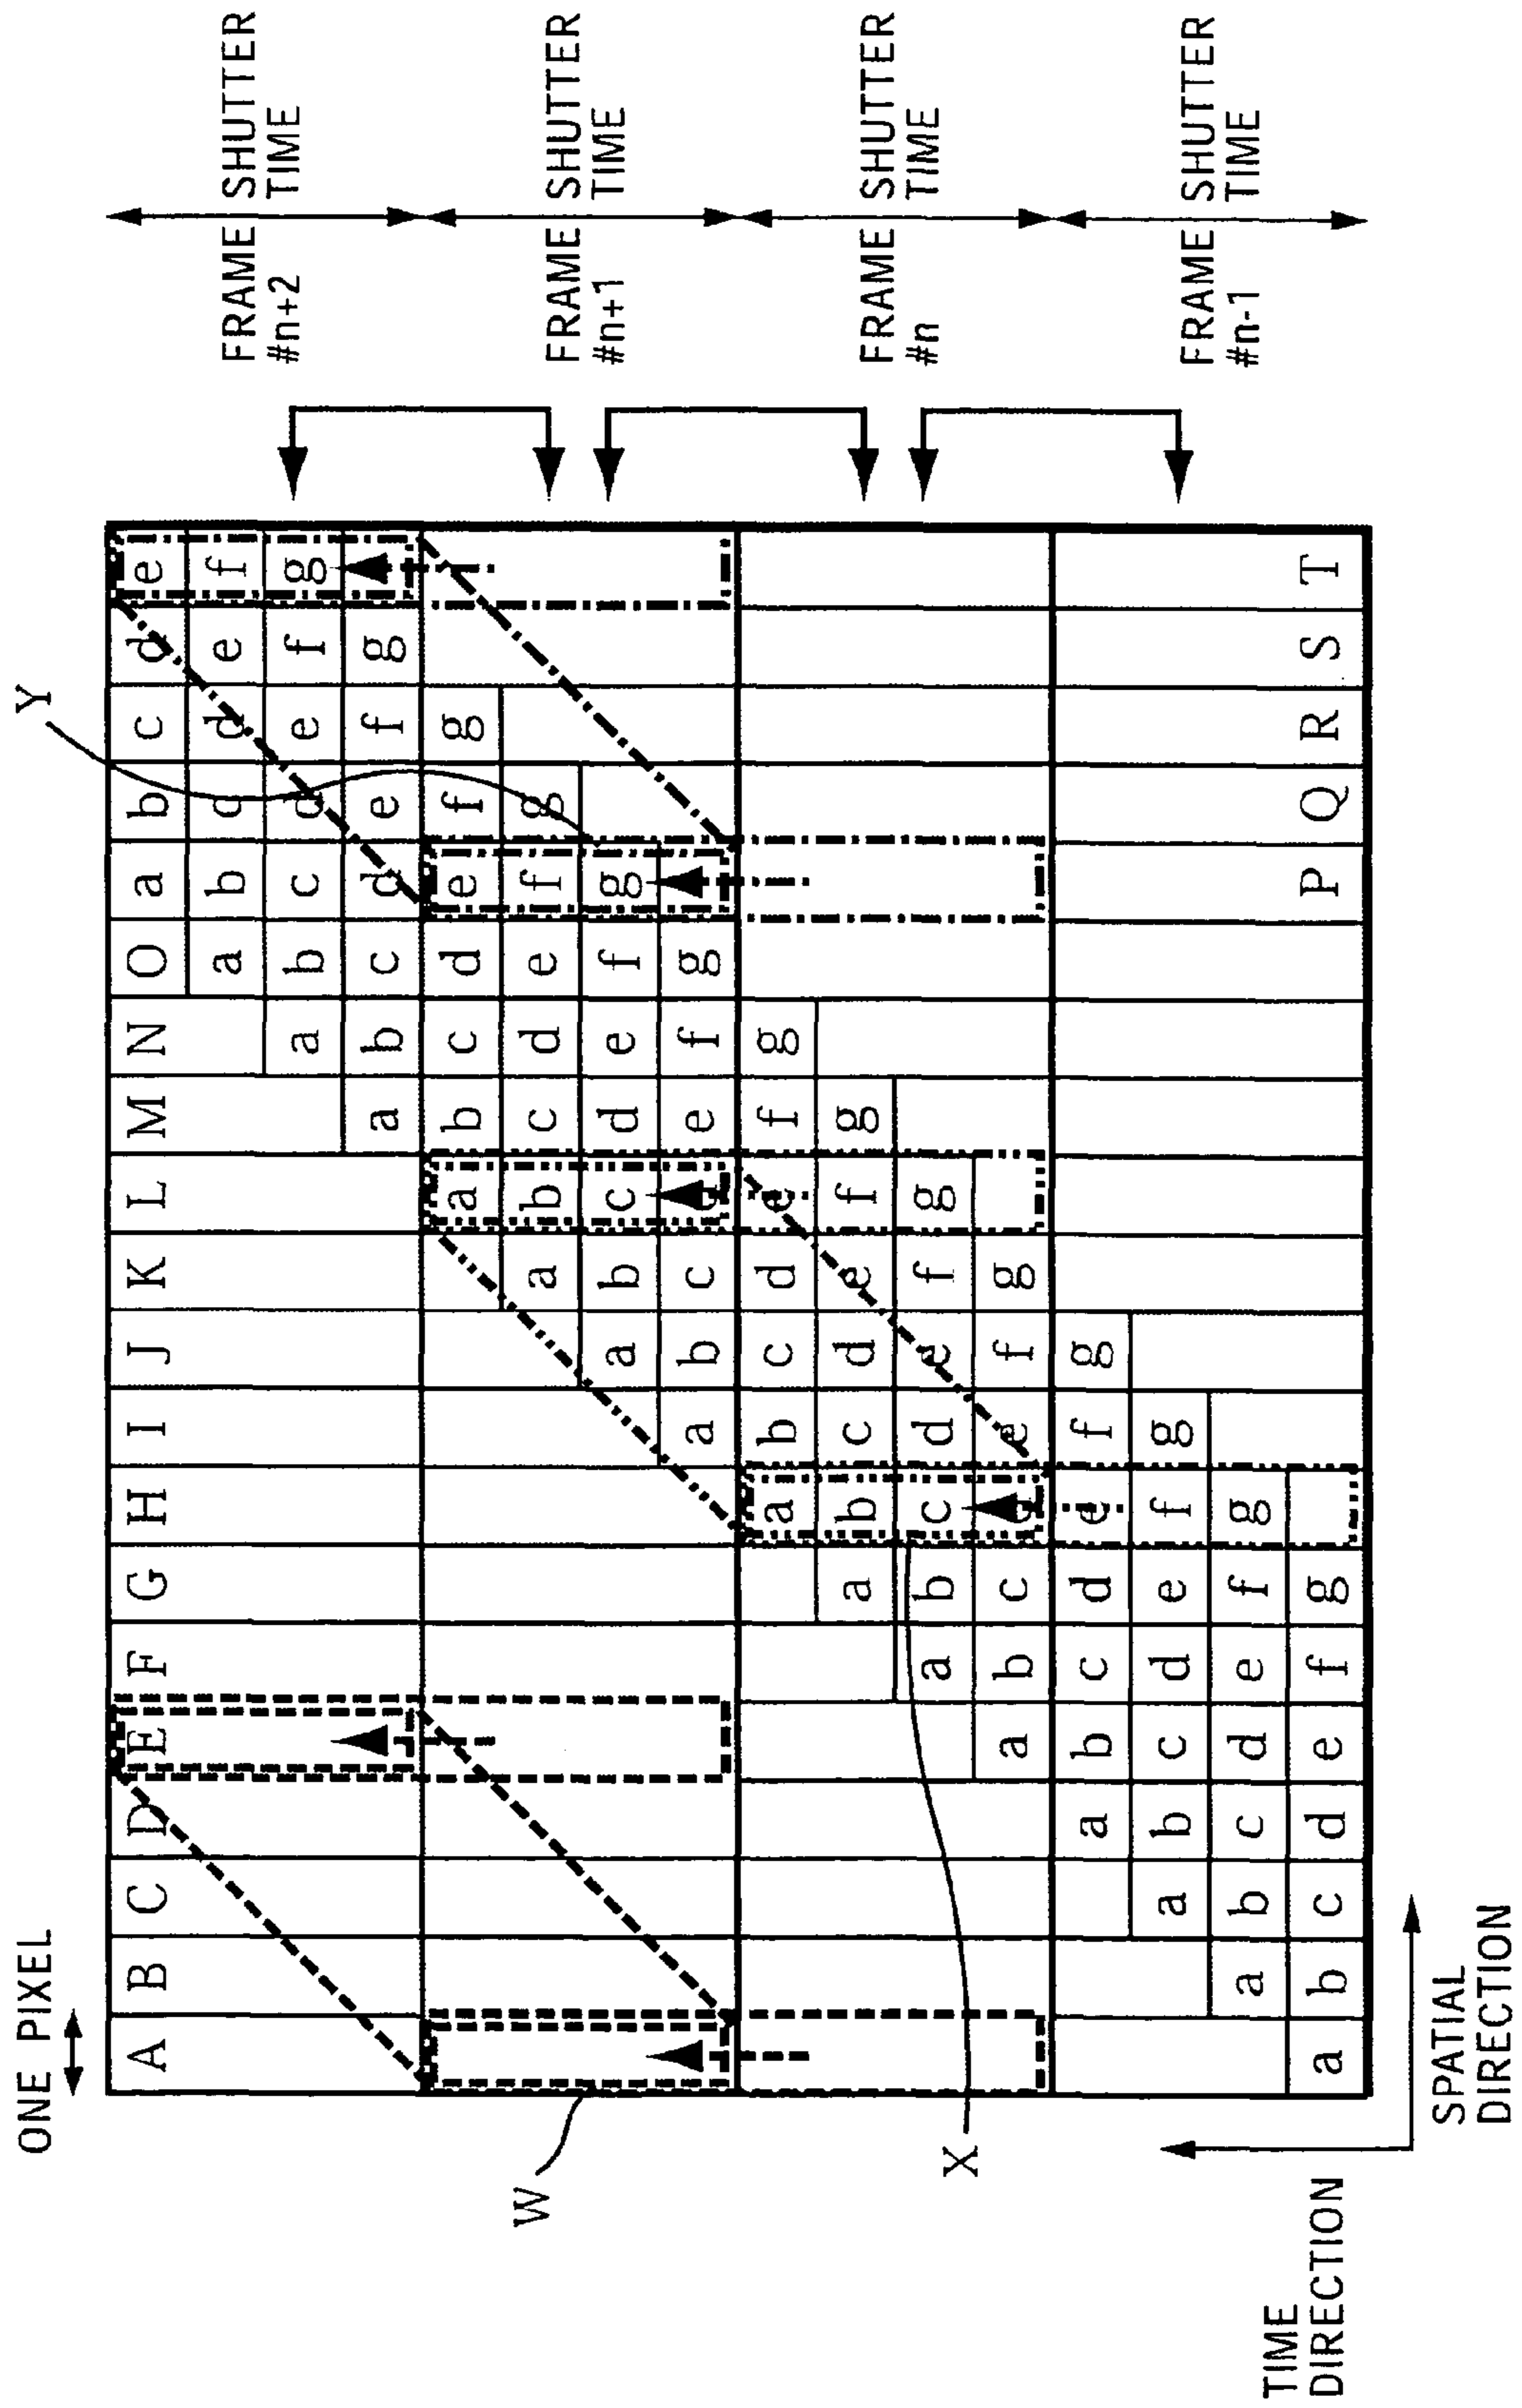 ONE PIXEL
Y
A B C D E F G H I J K L M N O a b c d e
a b c d e f
a b c d e f g
a b c d e f g
FRAME SHUTTER
#n+2 TIME
W
a b c d e f g
a b c d e f g
a b c d e f g
a b c d e f g
FRAME SHUTTER
#n+1 TIME
X
a b c d e f g
a b c d e f g
a b c d e f g
a b c d e f g
FRAME SHUTTER
#n TIME
a b c d e f g
a b c d e f g
a b c d e f g
a b c d e f g P Q R S T
FRAME SHUTTER
#n-1 TIME
TIME
DIRECTION
SPATIAL
DIRECTION